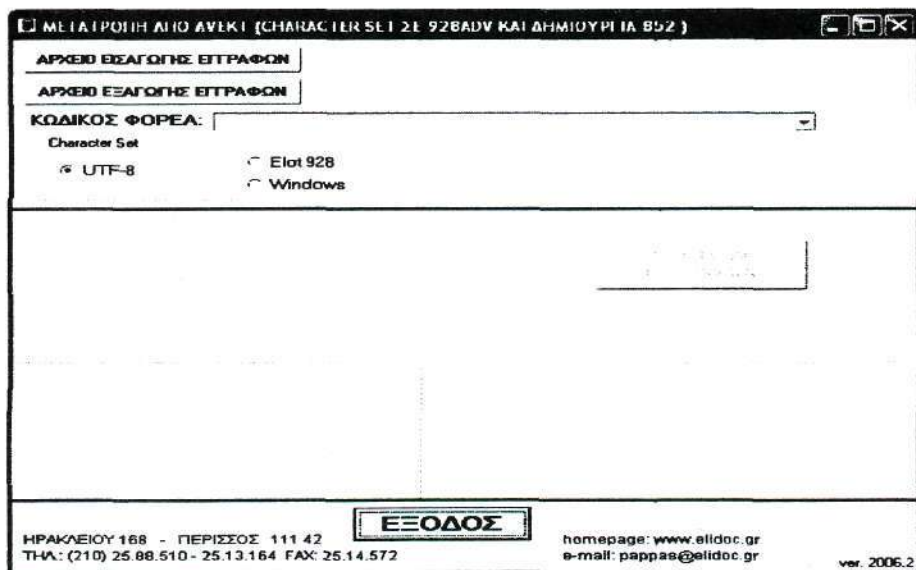 ΜΕΤΑΤΡΟΠΗ ΑΠΟ ΑVΕΚΤ (CHARACTER SET ΣΕ 928ADV ΚΑΙ ΔΗΜΙΟΥΡΓΙΑ 852 )
ΑΡΧΕΙΟ ΕΙΣΑΓΩΓΗΣ ΕΓΓΡΑΦΩΝ
ΑΡΧΕΙΟ ΕΞΑΓΩΓΗΣ ΕΓΓΡΑΦΩΝ
ΚΩΔΙΚΟΣ ΦΟΡΕΑ:
Character Set
UTF-8
Elot 928
Windows
ΕΞΟΔΟΣ
ΗΡΑΚΛΕΙΟΥ 168 - ΠΕΡΙΣΣΟΣ 111 42
ΤΗΛ.: (210) 25.88.510 - 25.13.164 FAX: 25.14.572
homepage: www.elidoc.gr
e-mail: pappas@elidoc.gr
ver. 2006.2